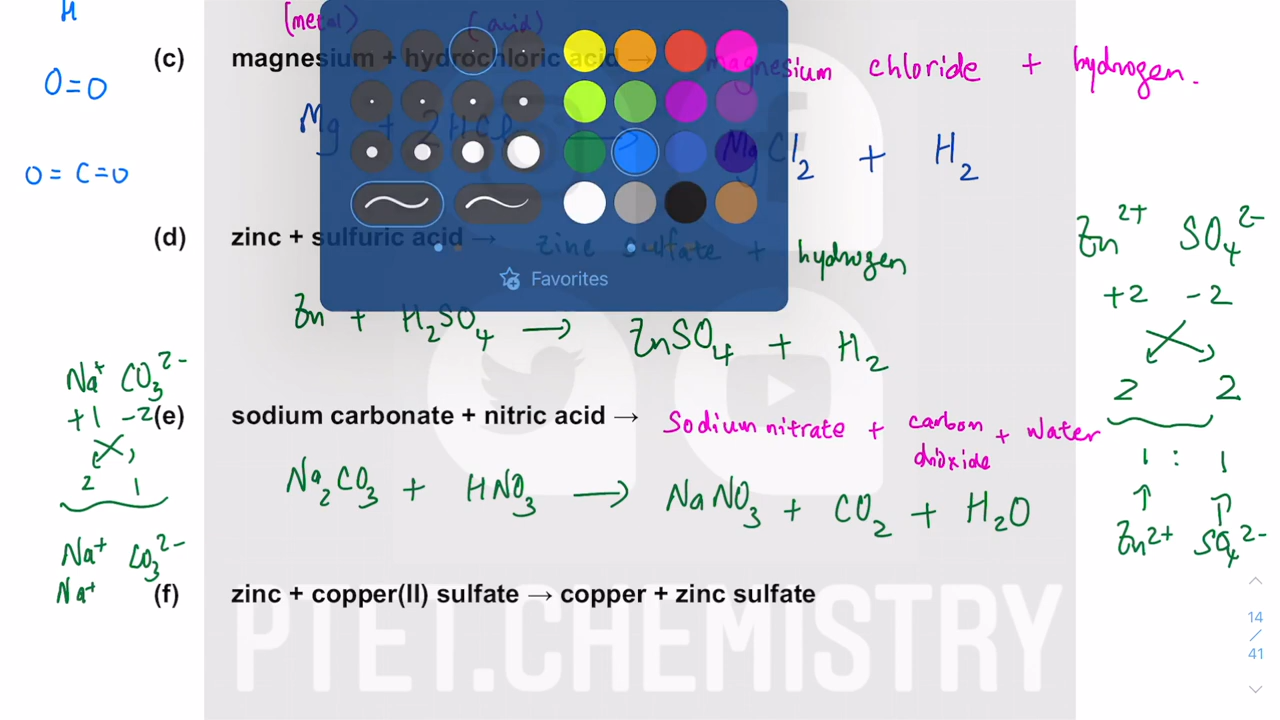 H
(metal) (acid)
(c) magnesium + hydrochloric acid → magnesium chloride + hydrogen.
O=O
Mg + 2HCl → MgCl₂ + H₂
O=C=O
(d) zinc + sulfuric acid → zinc sulfate + hydrogen
Zn²⁺ SO₄²⁻
+2 -2
Favorites
Zn + H₂SO₄ → ZnSO₄ + H₂
2 2
Na⁺ CO₃²⁻
+1 -2
(e) sodium carbonate + nitric acid → Sodium nitrate + carbon dioxide + water
1 : 1
2 1
Na₂CO₃ + HNO₃ → NaNO₃ + CO₂ + H₂O
Zn²⁺ SO₄²⁻
Na⁺ CO₃²⁻
Na⁺
(f) zinc + copper(II) sulfate → copper + zinc sulfate
14
/
41
PTET.CHEMISTRY